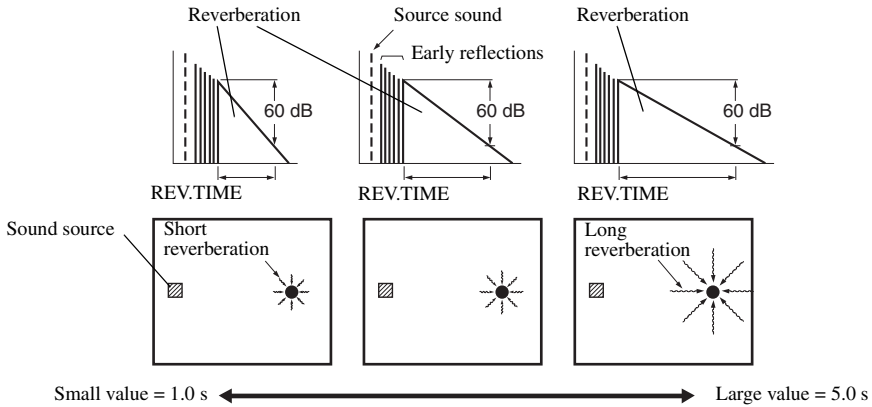 Reverberation
Source sound
Reverberation
Early reflections
60 dB
60 dB
60 dB
REV.TIME
REV.TIME
REV.TIME
Sound source
Short
reverberation
Long
reverberation
Small value = 1.0 s
Large value = 5.0 s